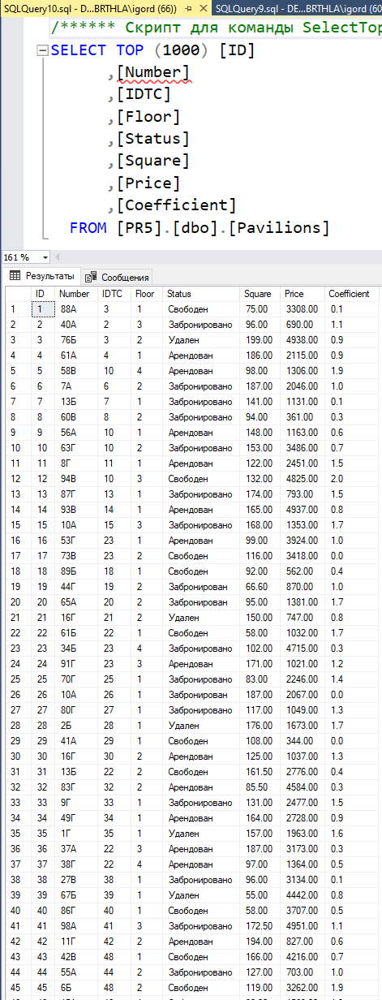 SQLQuery10.sql - D...BRTHLA\igord (66)) SQLQuery9.sql - DE...BRTHLA\igord (60
/****** Скрипт для команды SelectTop
SELECT TOP (1000) [ID]
,[Number]
,[IDTC]
,[Floor]
,[Status]
,[Square]
,[Price]
,[Coefficient]
FROM [PR5].[dbo].[Pavilions]
161 %
Результаты Сообщения
ID Number IDTC Floor Status Square Price Coefficient
1 1 88А 3 1 Свободен 75.00 3308.00 0.1
2 2 40А 2 3 Забронировано 96.00 690.00 1.1
3 3 76Б 3 2 Удален 199.00 4938.00 0.9
4 4 61А 4 1 Арендован 186.00 2115.00 0.9
5 5 58В 10 4 Арендован 98.00 1306.00 1.9
6 6 7А 6 2 Забронировано 187.00 2046.00 1.0
7 7 13Б 7 1 Забронировано 141.00 1131.00 0.1
8 8 60В 8 2 Забронировано 94.00 361.00 0.3
9 9 56А 10 1 Арендован 148.00 1163.00 0.6
10 10 63Г 10 2 Забронировано 153.00 3486.00 0.7
11 11 8Г 11 1 Арендован 122.00 2451.00 1.5
12 12 94В 10 3 Свободен 132.00 4825.00 2.0
13 13 87Г 13 1 Забронировано 174.00 793.00 1.5
14 14 93В 14 1 Арендован 165.00 4937.00 0.8
15 15 10А 15 3 Забронировано 168.00 1353.00 1.7
16 16 53Г 23 1 Арендован 99.00 3924.00 1.0
17 17 73В 23 2 Свободен 116.00 3418.00 0.0
18 18 89Б 18 1 Свободен 92.00 562.00 0.4
19 19 44Г 19 2 Забронирован 66.60 870.00 1.0
20 20 65А 20 2 Забронировано 95.00 1381.00 1.7
21 21 16Г 21 2 Удален 150.00 747.00 0.8
22 22 61Б 22 1 Свободен 58.00 1032.00 1.7
23 23 34Б 23 4 Забронировано 102.00 4715.00 0.3
24 24 91Г 23 3 Арендован 171.00 1021.00 1.2
25 25 70Г 25 1 Забронировано 83.00 2246.00 1.4
26 26 10А 26 1 Забронирован 187.00 2067.00 0.0
27 27 80Г 27 1 Забронировано 117.00 1049.00 1.3
28 28 2Б 28 1 Удален 176.00 1673.00 1.7
29 29 41А 29 1 Свободен 108.00 344.00 0.0
30 30 16Г 30 2 Арендован 125.00 1037.00 1.3
31 31 13Б 22 2 Свободен 161.50 2776.00 0.4
32 32 83Г 32 2 Арендован 85.50 4584.00 0.3
33 33 9Г 33 1 Забронировано 131.00 2477.00 1.5
34 34 49Г 34 1 Арендован 164.00 2728.00 0.9
35 35 1Г 35 1 Удален 157.00 1963.00 1.6
36 36 37А 22 3 Арендован 187.00 3173.00 0.3
37 37 38Г 22 4 Арендован 97.00 1364.00 0.5
38 38 27В 38 1 Забронировано 96.00 3134.00 0.1
39 39 67Б 39 1 Удален 55.00 4442.00 0.8
40 40 86Г 40 1 Свободен 58.00 3707.00 0.5
41 41 98А 41 3 Забронировано 172.50 4951.00 1.1
42 42 11Г 42 2 Арендован 194.00 827.00 0.6
43 43 42В 48 1 Свободен 166.00 4216.00 0.7
44 44 55А 44 2 Забронировано 127.00 703.00 1.0
45 45 6Б 48 2 Свободен 119.00 3262.00 1.9